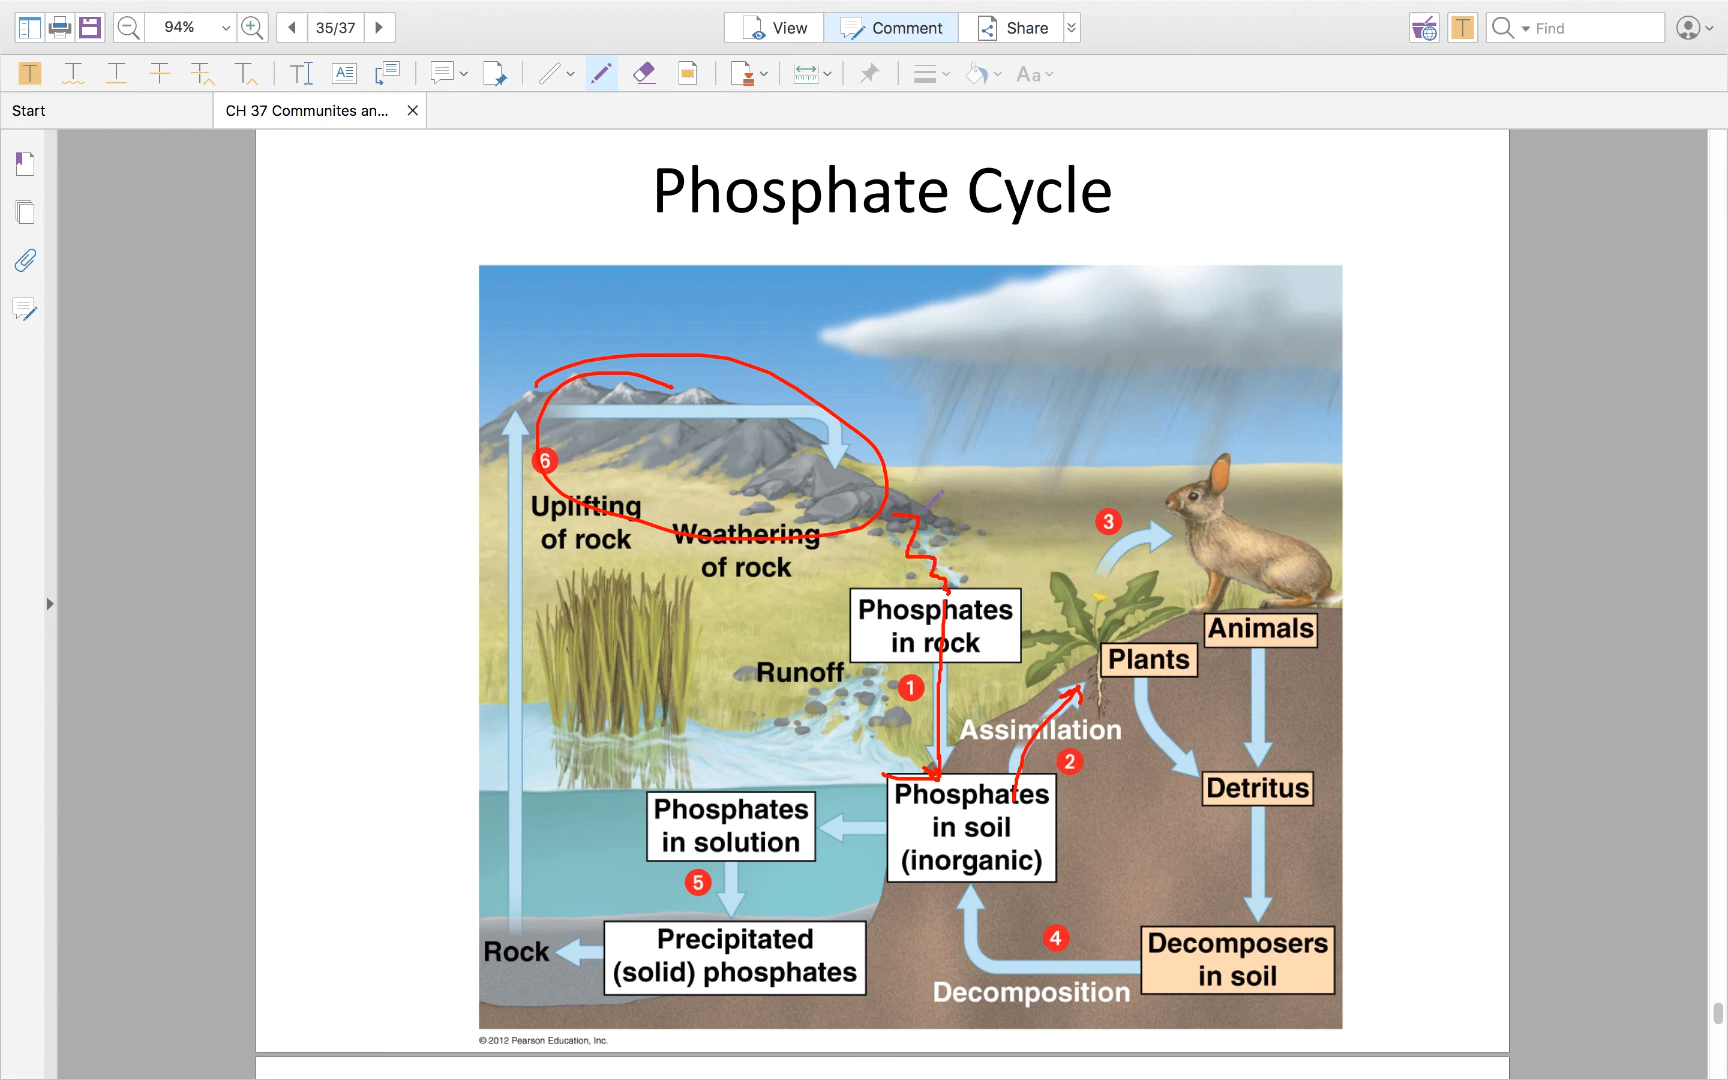 94%
35/37
View
Comment
Share
T
Find
T
T
T
T
T
T
T
A
Aa
Start
CH 37 Communites an...
Phosphate Cycle
6
Uplifting
of rock
Weathering
of rock
3
Phosphates
in rock
Animals
Plants
Runoff
1
Assimilation
2
Detritus
Phosphates
in solution
Phosphates
in soil
(inorganic)
5
Precipitated
(solid) phosphates
Rock
4
Decomposers
in soil
Decomposition
© 2012 Pearson Education, Inc.